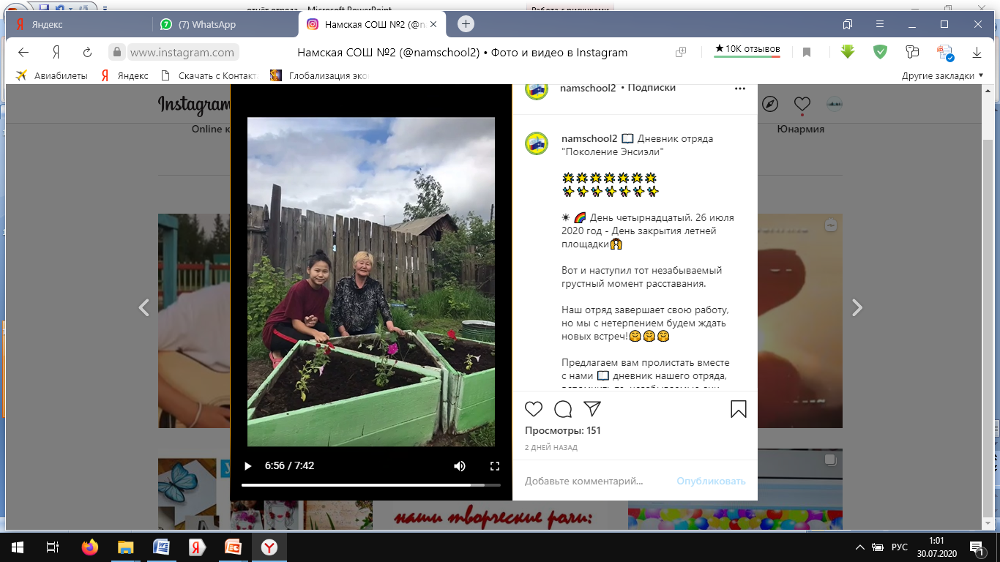 отчёт отряда - Microsoft PowerPoint
Работа с рисунками
Яндекс
(7) WhatsApp
Намская СОШ №2 (@n
www.instagram.com
Намская СОШ №2 (@namschool2) • Фото и видео в Instagram
★10K отзывов
Авиабилеты
Яндекс
Скачать с Контакт
Глобализация эко
Другие закладки
Instagram
Online к
Юнармия
namschool2 • Подписки
namschool2 📖 Дневник отряда
"Поколение Энсиэли"
День четырнадцатый. 26 июля
2020 год - День закрытия летней
площадки
Вот и наступил тот незабываемый
грустный момент расставания.
Наш отряд завершает свою работу,
но мы с нетерпением будем ждать
новых встреч!🤗🤗🤗
Предлагаем вам пролистать вместе
с нами 📖 дневник нашего отряда,
Просмотры: 151
2 ДНЕЙ НАЗАД
6:56 / 7:42
Добавьте комментарий...
Опубликовать
наши творческие роли:
РУС
1:01
30.07.2020
1